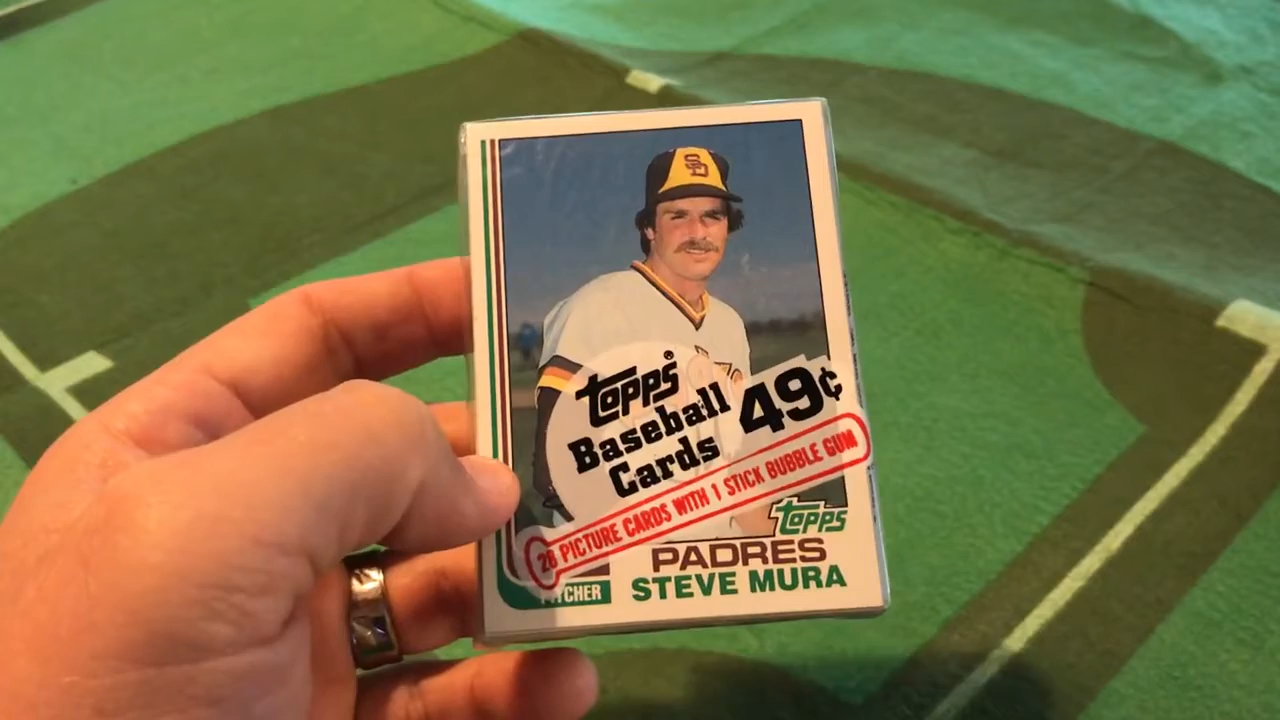 SD
Topps®
Baseball
Cards
49¢
28 PICTURE CARDS WITH 1 STICK BUBBLE GUM
Topps
PADRES
PITCHER
STEVE MURA